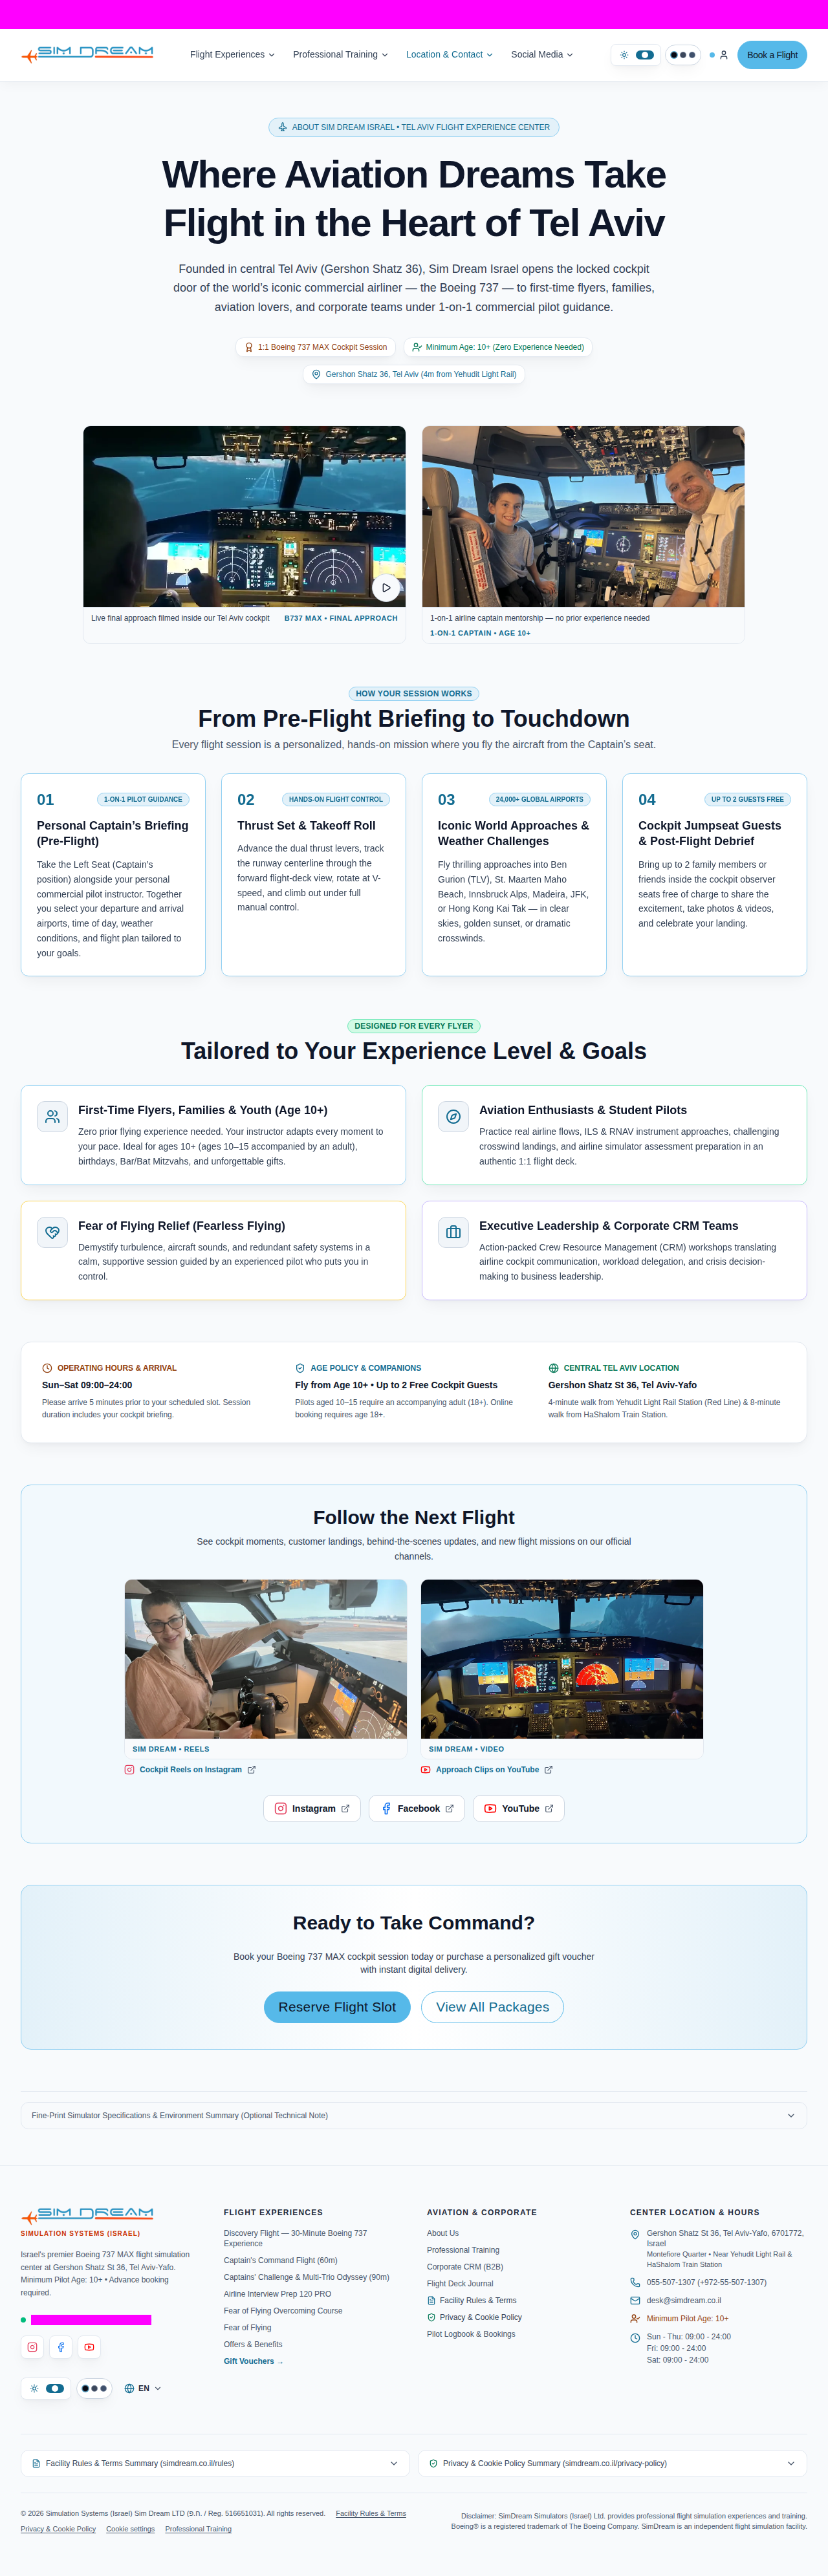 SIM DREAM
Flight Experiences
Professional Training
Location & Contact
Social Media
Book a Flight
ABOUT SIM DREAM ISRAEL • TEL AVIV FLIGHT EXPERIENCE CENTER
Where Aviation Dreams Take
Flight in the Heart of Tel Aviv
Founded in central Tel Aviv (Gershon Shatz 36), Sim Dream Israel opens the locked cockpit
door of the world’s iconic commercial airliner — the Boeing 737 — to first-time flyers, families,
aviation lovers, and corporate teams under 1-on-1 commercial pilot guidance.
1:1 Boeing 737 MAX Cockpit Session
Minimum Age: 10+ (Zero Experience Needed)
Gershon Shatz 36, Tel Aviv (4m from Yehudit Light Rail)
Live final approach filmed inside our Tel Aviv cockpit
B737 MAX • FINAL APPROACH
1-on-1 airline captain mentorship — no prior experience needed
1-ON-1 CAPTAIN • AGE 10+
HOW YOUR SESSION WORKS
From Pre-Flight Briefing to Touchdown
Every flight session is a personalized, hands-on mission where you fly the aircraft from the Captain’s seat.
01
1-ON-1 PILOT GUIDANCE
Personal Captain’s Briefing
(Pre-Flight)
Take the Left Seat (Captain’s
position) alongside your personal
commercial pilot instructor. Together
you select your departure and arrival
airports, time of day, weather
conditions, and flight plan tailored to
your goals.
02
HANDS-ON FLIGHT CONTROL
Thrust Set & Takeoff Roll
Advance the dual thrust levers, track
the runway centerline through the
forward flight-deck view, rotate at V-
speed, and climb out under full
manual control.
03
24,000+ GLOBAL AIRPORTS
Iconic World Approaches &
Weather Challenges
Fly thrilling approaches into Ben
Gurion (TLV), St. Maarten Maho
Beach, Innsbruck Alps, Madeira, JFK,
or Hong Kong Kai Tak — in clear
skies, golden sunset, or dramatic
crosswinds.
04
UP TO 2 GUESTS FREE
Cockpit Jumpseat Guests
& Post-Flight Debrief
Bring up to 2 family members or
friends inside the cockpit observer
seats free of charge to share the
excitement, take photos & videos,
and celebrate your landing.
DESIGNED FOR EVERY FLYER
Tailored to Your Experience Level & Goals
First-Time Flyers, Families & Youth (Age 10+)
Zero prior flying experience needed. Your instructor adapts every moment to
your pace. Ideal for ages 10+ (ages 10–15 accompanied by an adult),
birthdays, Bar/Bat Mitzvahs, and unforgettable gifts.
Aviation Enthusiasts & Student Pilots
Practice real airline flows, ILS & RNAV instrument approaches, challenging
crosswind landings, and airline simulator assessment preparation in an
authentic 1:1 flight deck.
Fear of Flying Relief (Fearless Flying)
Demystify turbulence, aircraft sounds, and redundant safety systems in a
calm, supportive session guided by an experienced pilot who puts you in
control.
Executive Leadership & Corporate CRM Teams
Action-packed Crew Resource Management (CRM) workshops translating
airline cockpit communication, workload delegation, and crisis decision-
making to business leadership.
OPERATING HOURS & ARRIVAL
Sun–Sat 09:00–24:00
Please arrive 5 minutes prior to your scheduled slot. Session
duration includes your cockpit briefing.
AGE POLICY & COMPANIONS
Fly from Age 10+ • Up to 2 Free Cockpit Guests
Pilots aged 10–15 require an accompanying adult (18+). Online
booking requires age 18+.
CENTRAL TEL AVIV LOCATION
Gershon Shatz St 36, Tel Aviv-Yafo
4-minute walk from Yehudit Light Rail Station (Red Line) & 8-minute
walk from HaShalom Train Station.
Follow the Next Flight
See cockpit moments, customer landings, behind-the-scenes updates, and new flight missions on our official
channels.
SIM DREAM • REELS
Cockpit Reels on Instagram
SIM DREAM • VIDEO
Approach Clips on YouTube
Instagram
Facebook
YouTube
Ready to Take Command?
Book your Boeing 737 MAX cockpit session today or purchase a personalized gift voucher
with instant digital delivery.
Reserve Flight Slot
View All Packages
Fine-Print Simulator Specifications & Environment Summary (Optional Technical Note)
SIM DREAM
SIMULATION SYSTEMS (ISRAEL)
Israel's premier Boeing 737 MAX flight simulation
center at Gershon Shatz St 36, Tel Aviv-Yafo.
Minimum Pilot Age: 10+ • Advance booking
required.
EN
FLIGHT EXPERIENCES
Discovery Flight — 30-Minute Boeing 737
Experience
Captain's Command Flight (60m)
Captains' Challenge & Multi-Trio Odyssey (90m)
Airline Interview Prep 120 PRO
Fear of Flying Overcoming Course
Fear of Flying
Offers & Benefits
Gift Vouchers →
AVIATION & CORPORATE
About Us
Professional Training
Corporate CRM (B2B)
Flight Deck Journal
Facility Rules & Terms
Privacy & Cookie Policy
Pilot Logbook & Bookings
CENTER LOCATION & HOURS
Gershon Shatz St 36, Tel Aviv-Yafo, 6701772,
Israel
Montefiore Quarter • Near Yehudit Light Rail &
HaShalom Train Station
055-507-1307 (+972-55-507-1307)
desk@simdream.co.il
Minimum Pilot Age: 10+
Sun - Thu: 09:00 - 24:00
Fri: 09:00 - 24:00
Sat: 09:00 - 24:00
Facility Rules & Terms Summary (simdream.co.il/rules)
Privacy & Cookie Policy Summary (simdream.co.il/privacy-policy)
© 2026 Simulation Systems (Israel) Sim Dream LTD (ח.פ. / Reg. 516651031). All rights reserved.
Facility Rules & Terms
Privacy & Cookie Policy
Cookie settings
Professional Training
Disclaimer: SimDream Simulators (Israel) Ltd. provides professional flight simulation experiences and training.
Boeing® is a registered trademark of The Boeing Company. SimDream is an independent flight simulation facility.